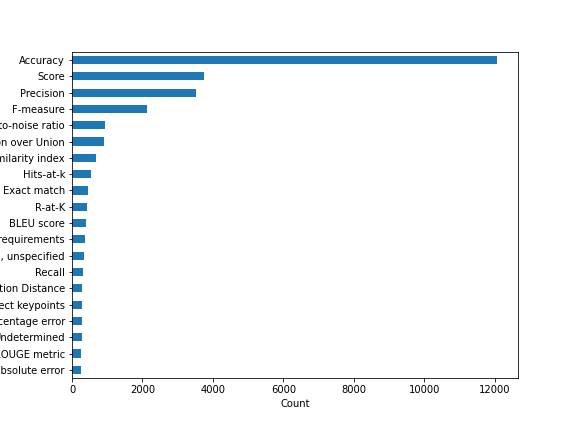 Accuracy
Score
Precision
F-measure
to-noise ratio
n over Union
milarity index
Hits-at-k
Exact match
R-at-K
BLEU score
requirements
, unspecified
Recall
tion Distance
ect keypoints
centage error
Undetermined
OUGE metric
bsolute error
0 2000 4000 6000 8000 10000 12000
Count